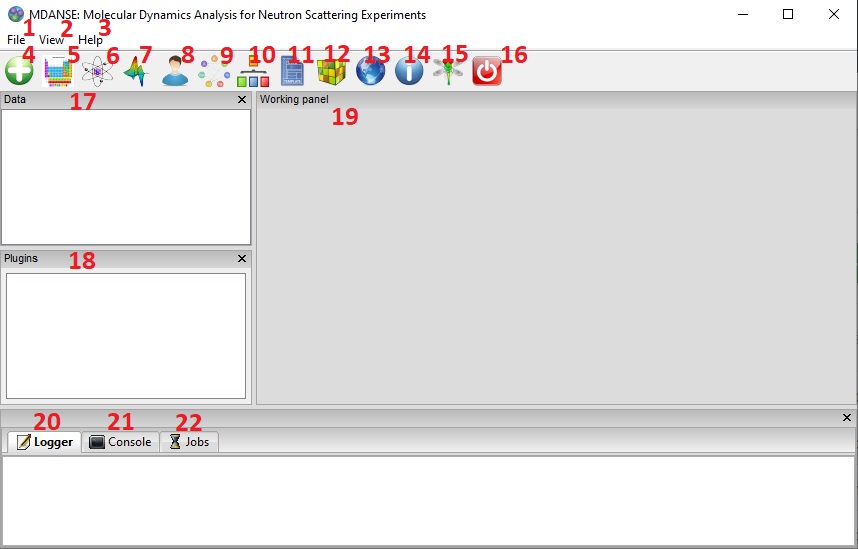 MDANSE: Molecular Dynamics Analysis for Neutron Scattering Experiments
1 2 3
File View Help
4 5 6 7 8 9 10 11 12 13 14 15 16
TEMPLATE
Data
17
Working panel
19
Plugins
18
20 21 22
Logger Console Jobs